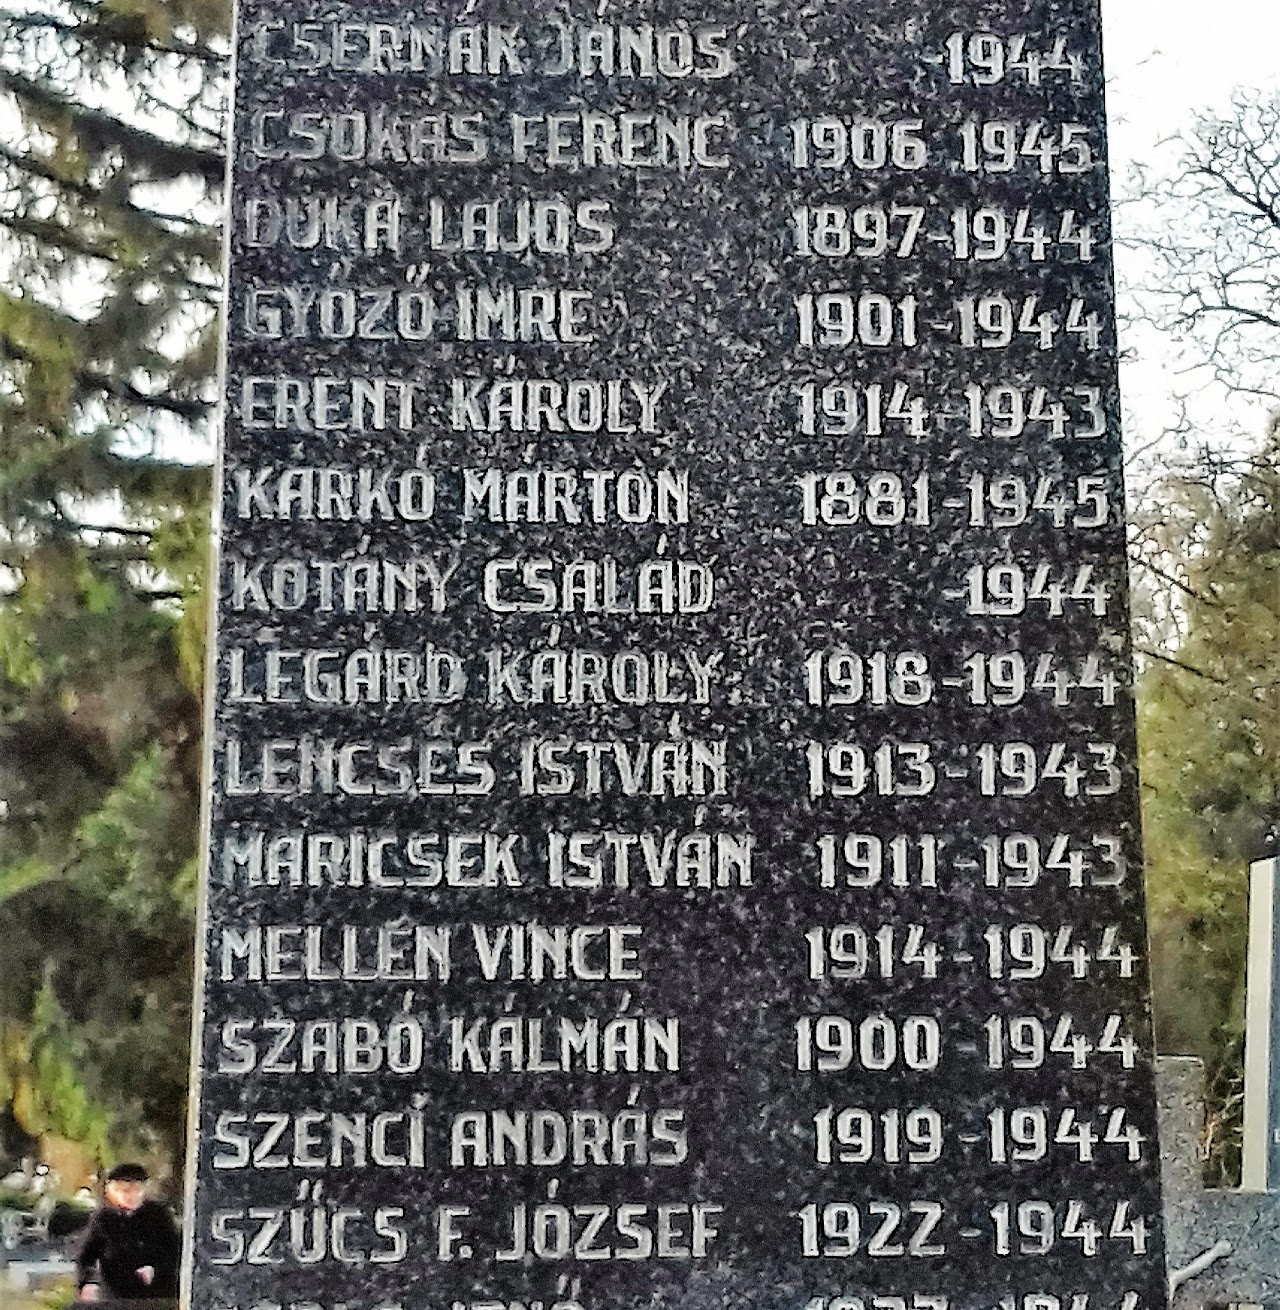 CSERNÁK JÁNOS -1944
CSOKÁS FERENC 1906-1945
DUKA LAJOS 1897-1944
GYŐZŐ IMRE 1901-1944
ERENT KÁROLY 1914-1943
KARKÓ MÁRTON 1881-1945
KOTÁNY CSALÁD -1944
LEGÁRD KÁROLY 1918-1944
LENCSÉS ISTVÁN 1913-1943
MARICSEK ISTVÁN 1911-1943
MELLÉN VINCE 1914-1944
SZABÓ KÁLMÁN 1900-1944
SZENCI ANDRÁS 1919-1944
SZŰCS F. JÓZSEF 1922-1944